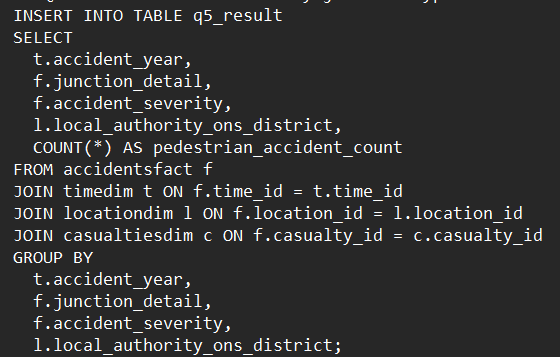 INSERT INTO TABLE q5_result
SELECT
  t.accident_year,
  f.junction_detail,
  f.accident_severity,
  l.local_authority_ons_district,
  COUNT(*) AS pedestrian_accident_count
FROM accidentsfact f
JOIN timedim t ON f.time_id = t.time_id
JOIN locationdim l ON f.location_id = l.location_id
JOIN casualtiesdim c ON f.casualty_id = c.casualty_id
GROUP BY
  t.accident_year,
  f.junction_detail,
  f.accident_severity,
  l.local_authority_ons_district;